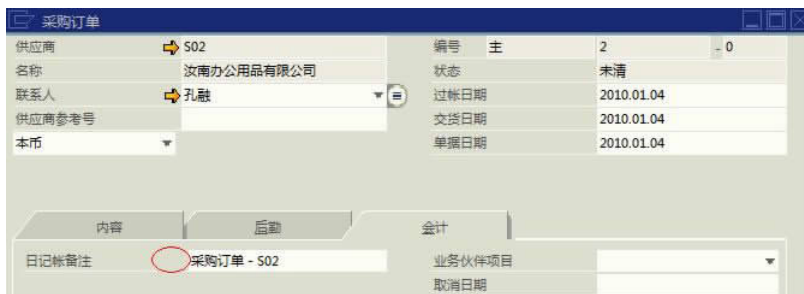 采购订单
供应商 S02 编号 主 2 - 0
名称 汝南办公用品有限公司 状态 未清
联系人 孔融 过帐日期 2010.01.04
供应商参考号 交货日期 2010.01.04
本币 单据日期 2010.01.04
内容 后勤 会计
日记帐备注 采购订单 - S02 业务伙伴项目
取消日期